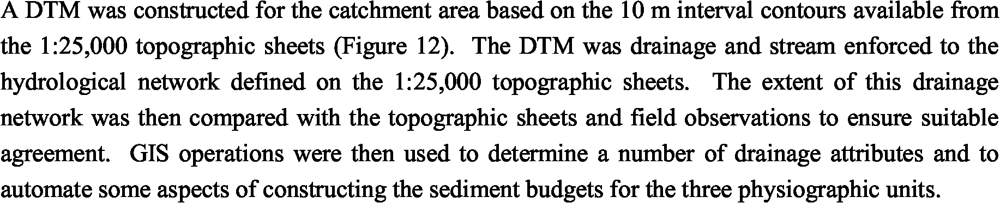 A DTM was constructed for the catchment area based on the 10 m interval contours available from
the 1:25,000 topographic sheets (Figure 12).  The DTM was drainage and stream enforced to the
hydrological network defined on the 1:25,000 topographic sheets.  The extent of this drainage
network was then compared with the topographic sheets and field observations to ensure suitable
agreement.  GIS operations were then used to determine a number of drainage attributes and to
automate some aspects of constructing the sediment budgets for the three physiographic units.